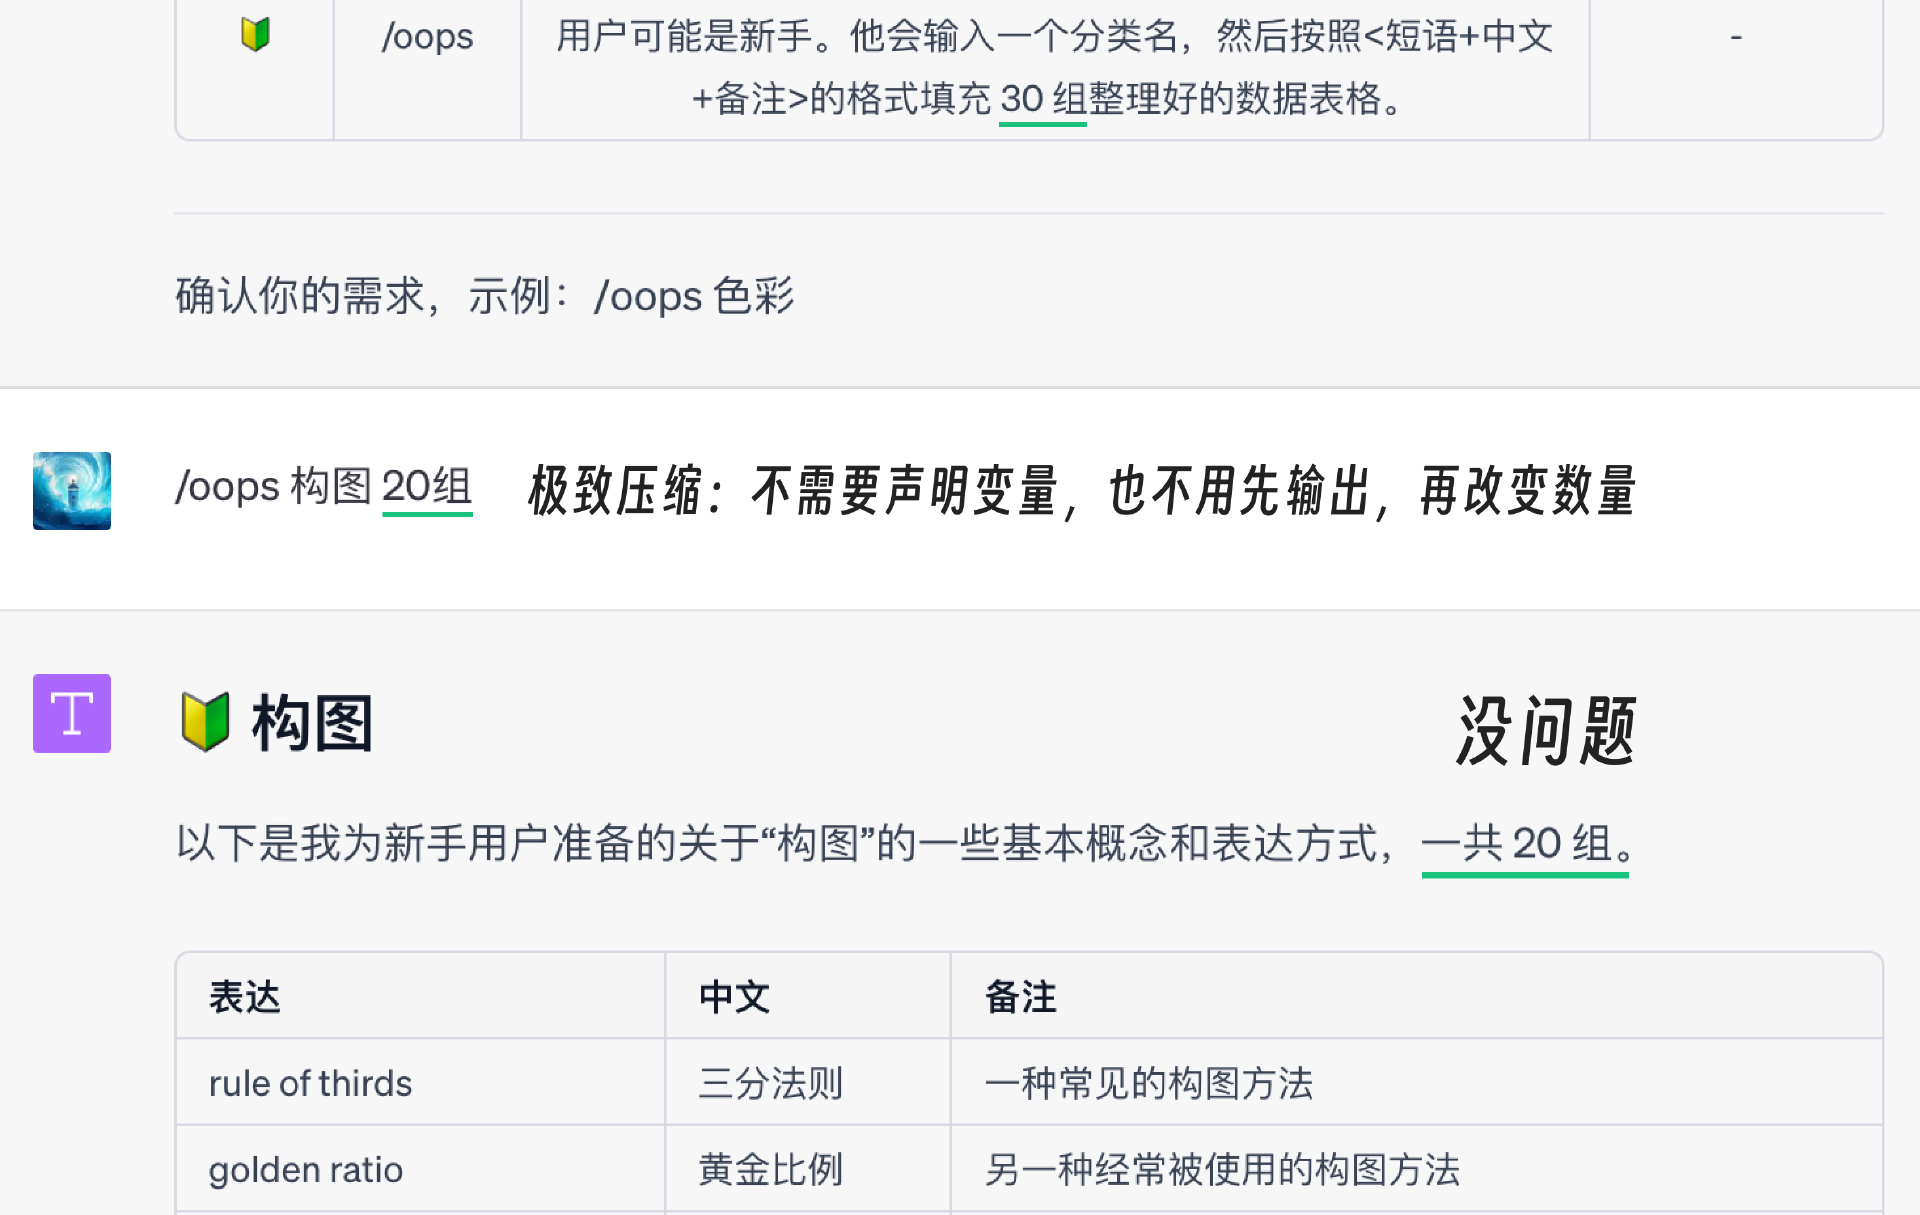 🔰 /oops 用户可能是新手。他会输入一个分类名，然后按照<短语+中文 -
+备注>的格式填充 30 组整理好的数据表格。
确认你的需求，示例：/oops 色彩
/oops 构图 20组 极致压缩：不需要声明变量，也不用先输出，再改变数量
T 🔰 构图 没问题
以下是我为新手用户准备的关于“构图”的一些基本概念和表达方式，一共 20 组。
表达 中文 备注
rule of thirds 三分法则 一种常见的构图方法
golden ratio 黄金比例 另一种经常被使用的构图方法